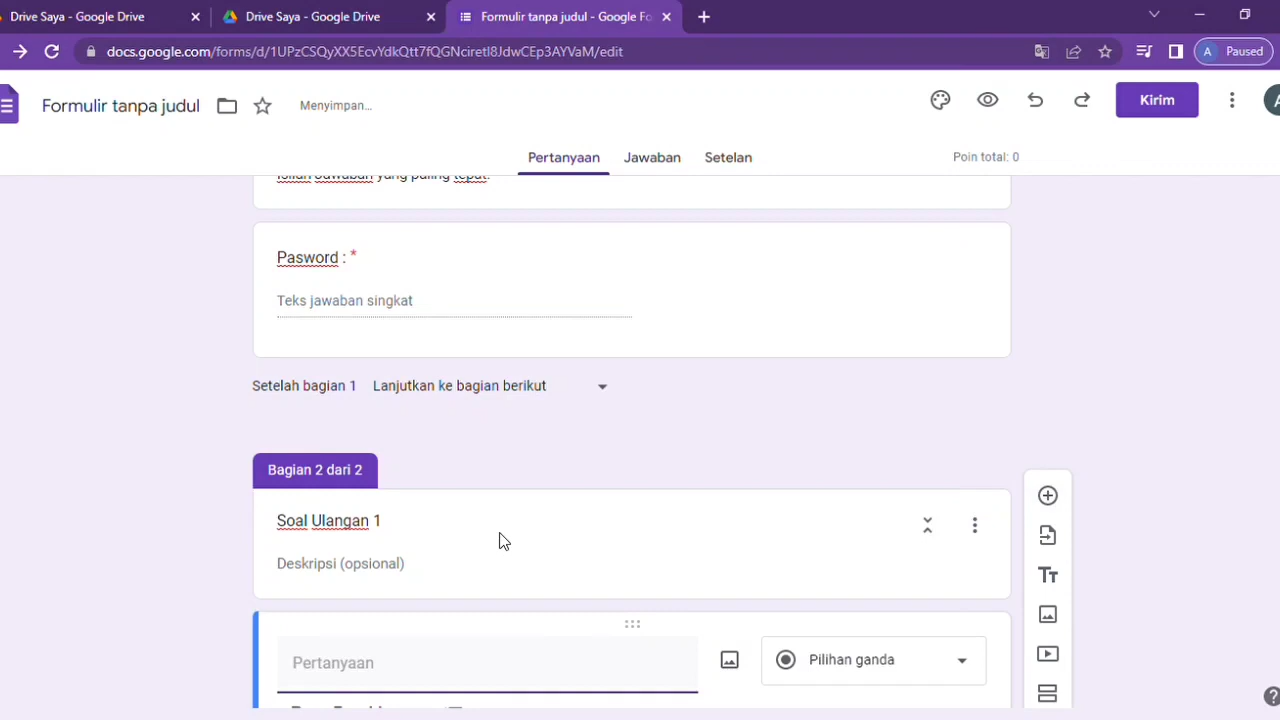 Drive Saya - Google Drive
Drive Saya - Google Drive
Formulir tanpa judul - Google Fo
docs.google.com/forms/d/1UPzCSQyXX5EcvYdkQtt7fQGNciretI8JdwCEp3AYVaM/edit
A Paused
Formulir tanpa judul
Menyimpan...
Kirim
A
Pertanyaan Jawaban Setelan
Poin total: 0
Isilah Jawaban yang paling tepat.
Pasword : *
Teks jawaban singkat
Setelah bagian 1 Lanjutkan ke bagian berikut
Bagian 2 dari 2
Soal Ulangan 1
Deskripsi (opsional)
Pertanyaan
Pilihan ganda